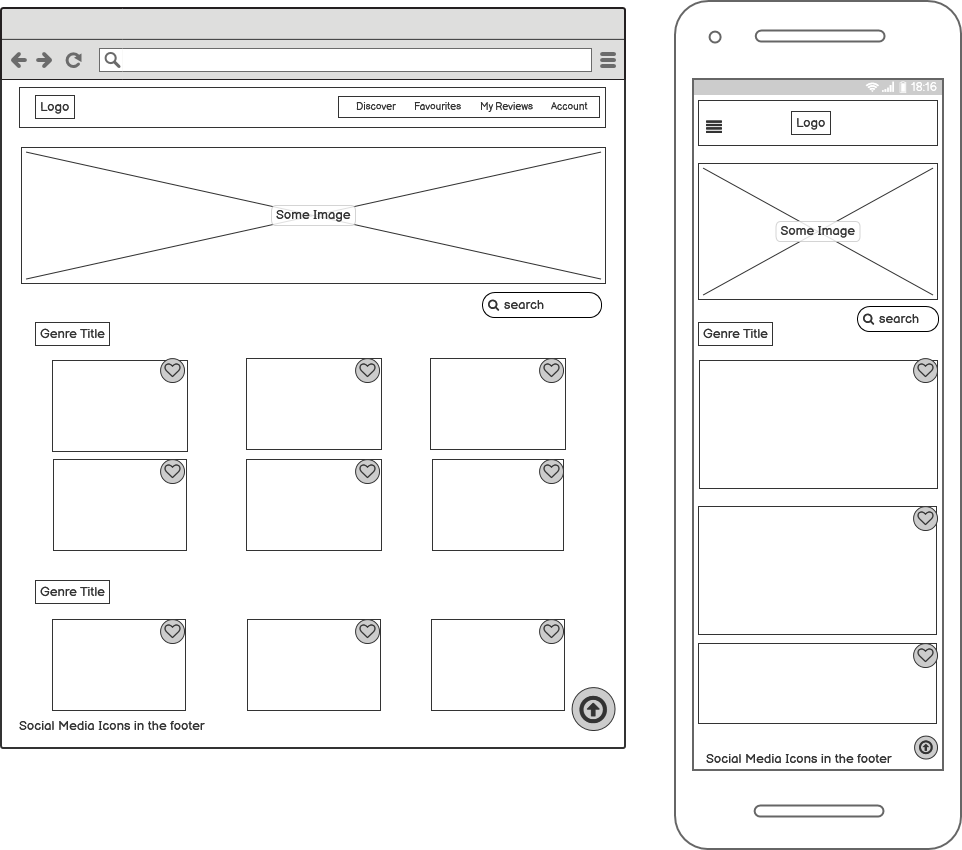 Logo
Discover Favourites My Reviews Account
Some Image
search
Genre Title
Genre Title
Social Media Icons in the footer
18:16
Logo
Some Image
search
Genre Title
Social Media Icons in the footer